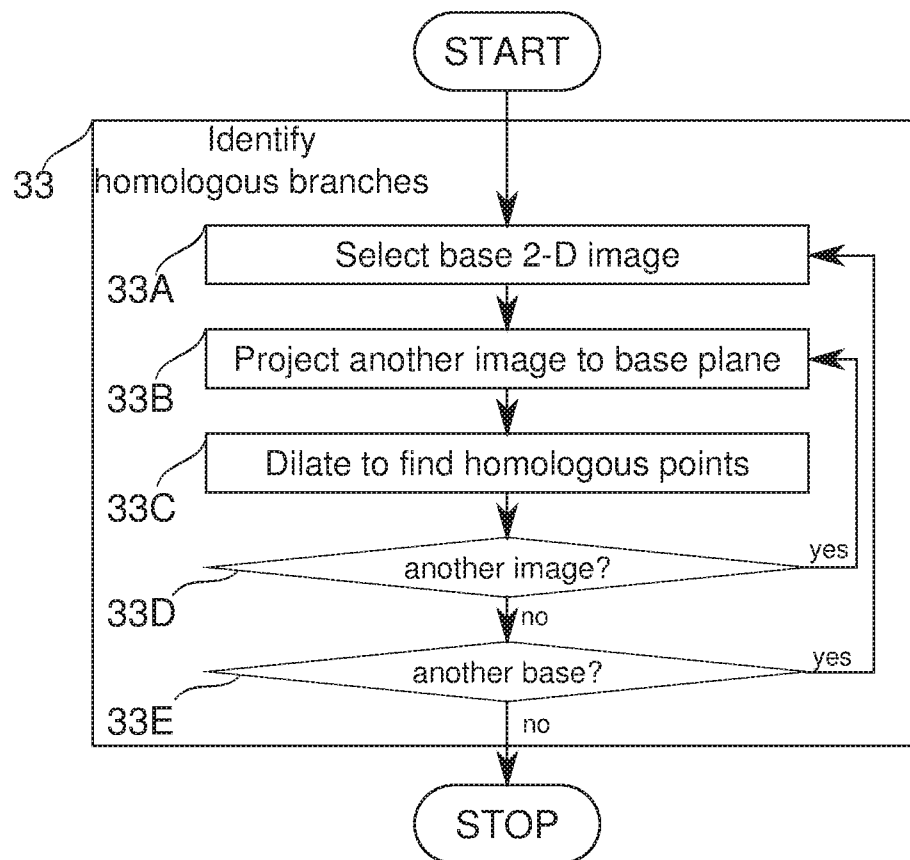 START
Identify
33 homologous branches
Select base 2-D image
33A
Project another image to base plane
33B
Dilate to find homologous points
33C
another image? yes
33D
no
another base? yes
33E
no
STOP